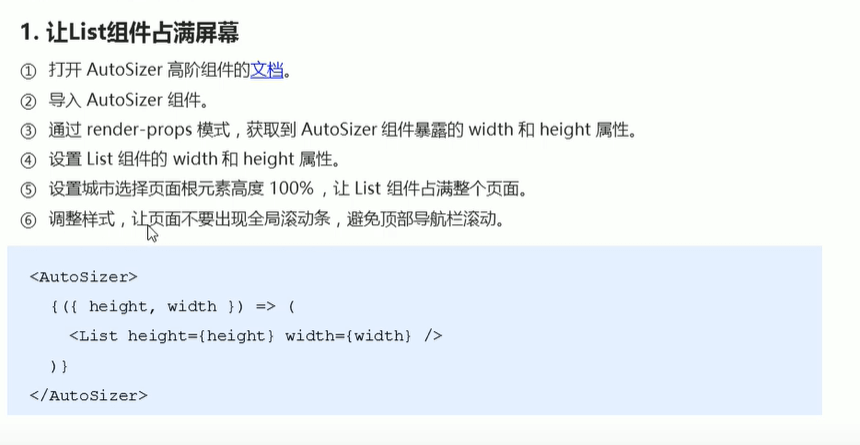 1. 让List组件占满屏幕
① 打开 AutoSizer 高阶组件的文档。
② 导入 AutoSizer 组件。
③ 通过 render-props 模式，获取到 AutoSizer 组件暴露的 width 和 height 属性。
④ 设置 List 组件的 width 和 height 属性。
⑤ 设置城市选择页面根元素高度 100%，让 List 组件占满整个页面。
⑥ 调整样式，让页面不要出现全局滚动条，避免顶部导航栏滚动。
<AutoSizer>
{({ height, width }) => (
<List height={height} width={width} />
)}
</AutoSizer>